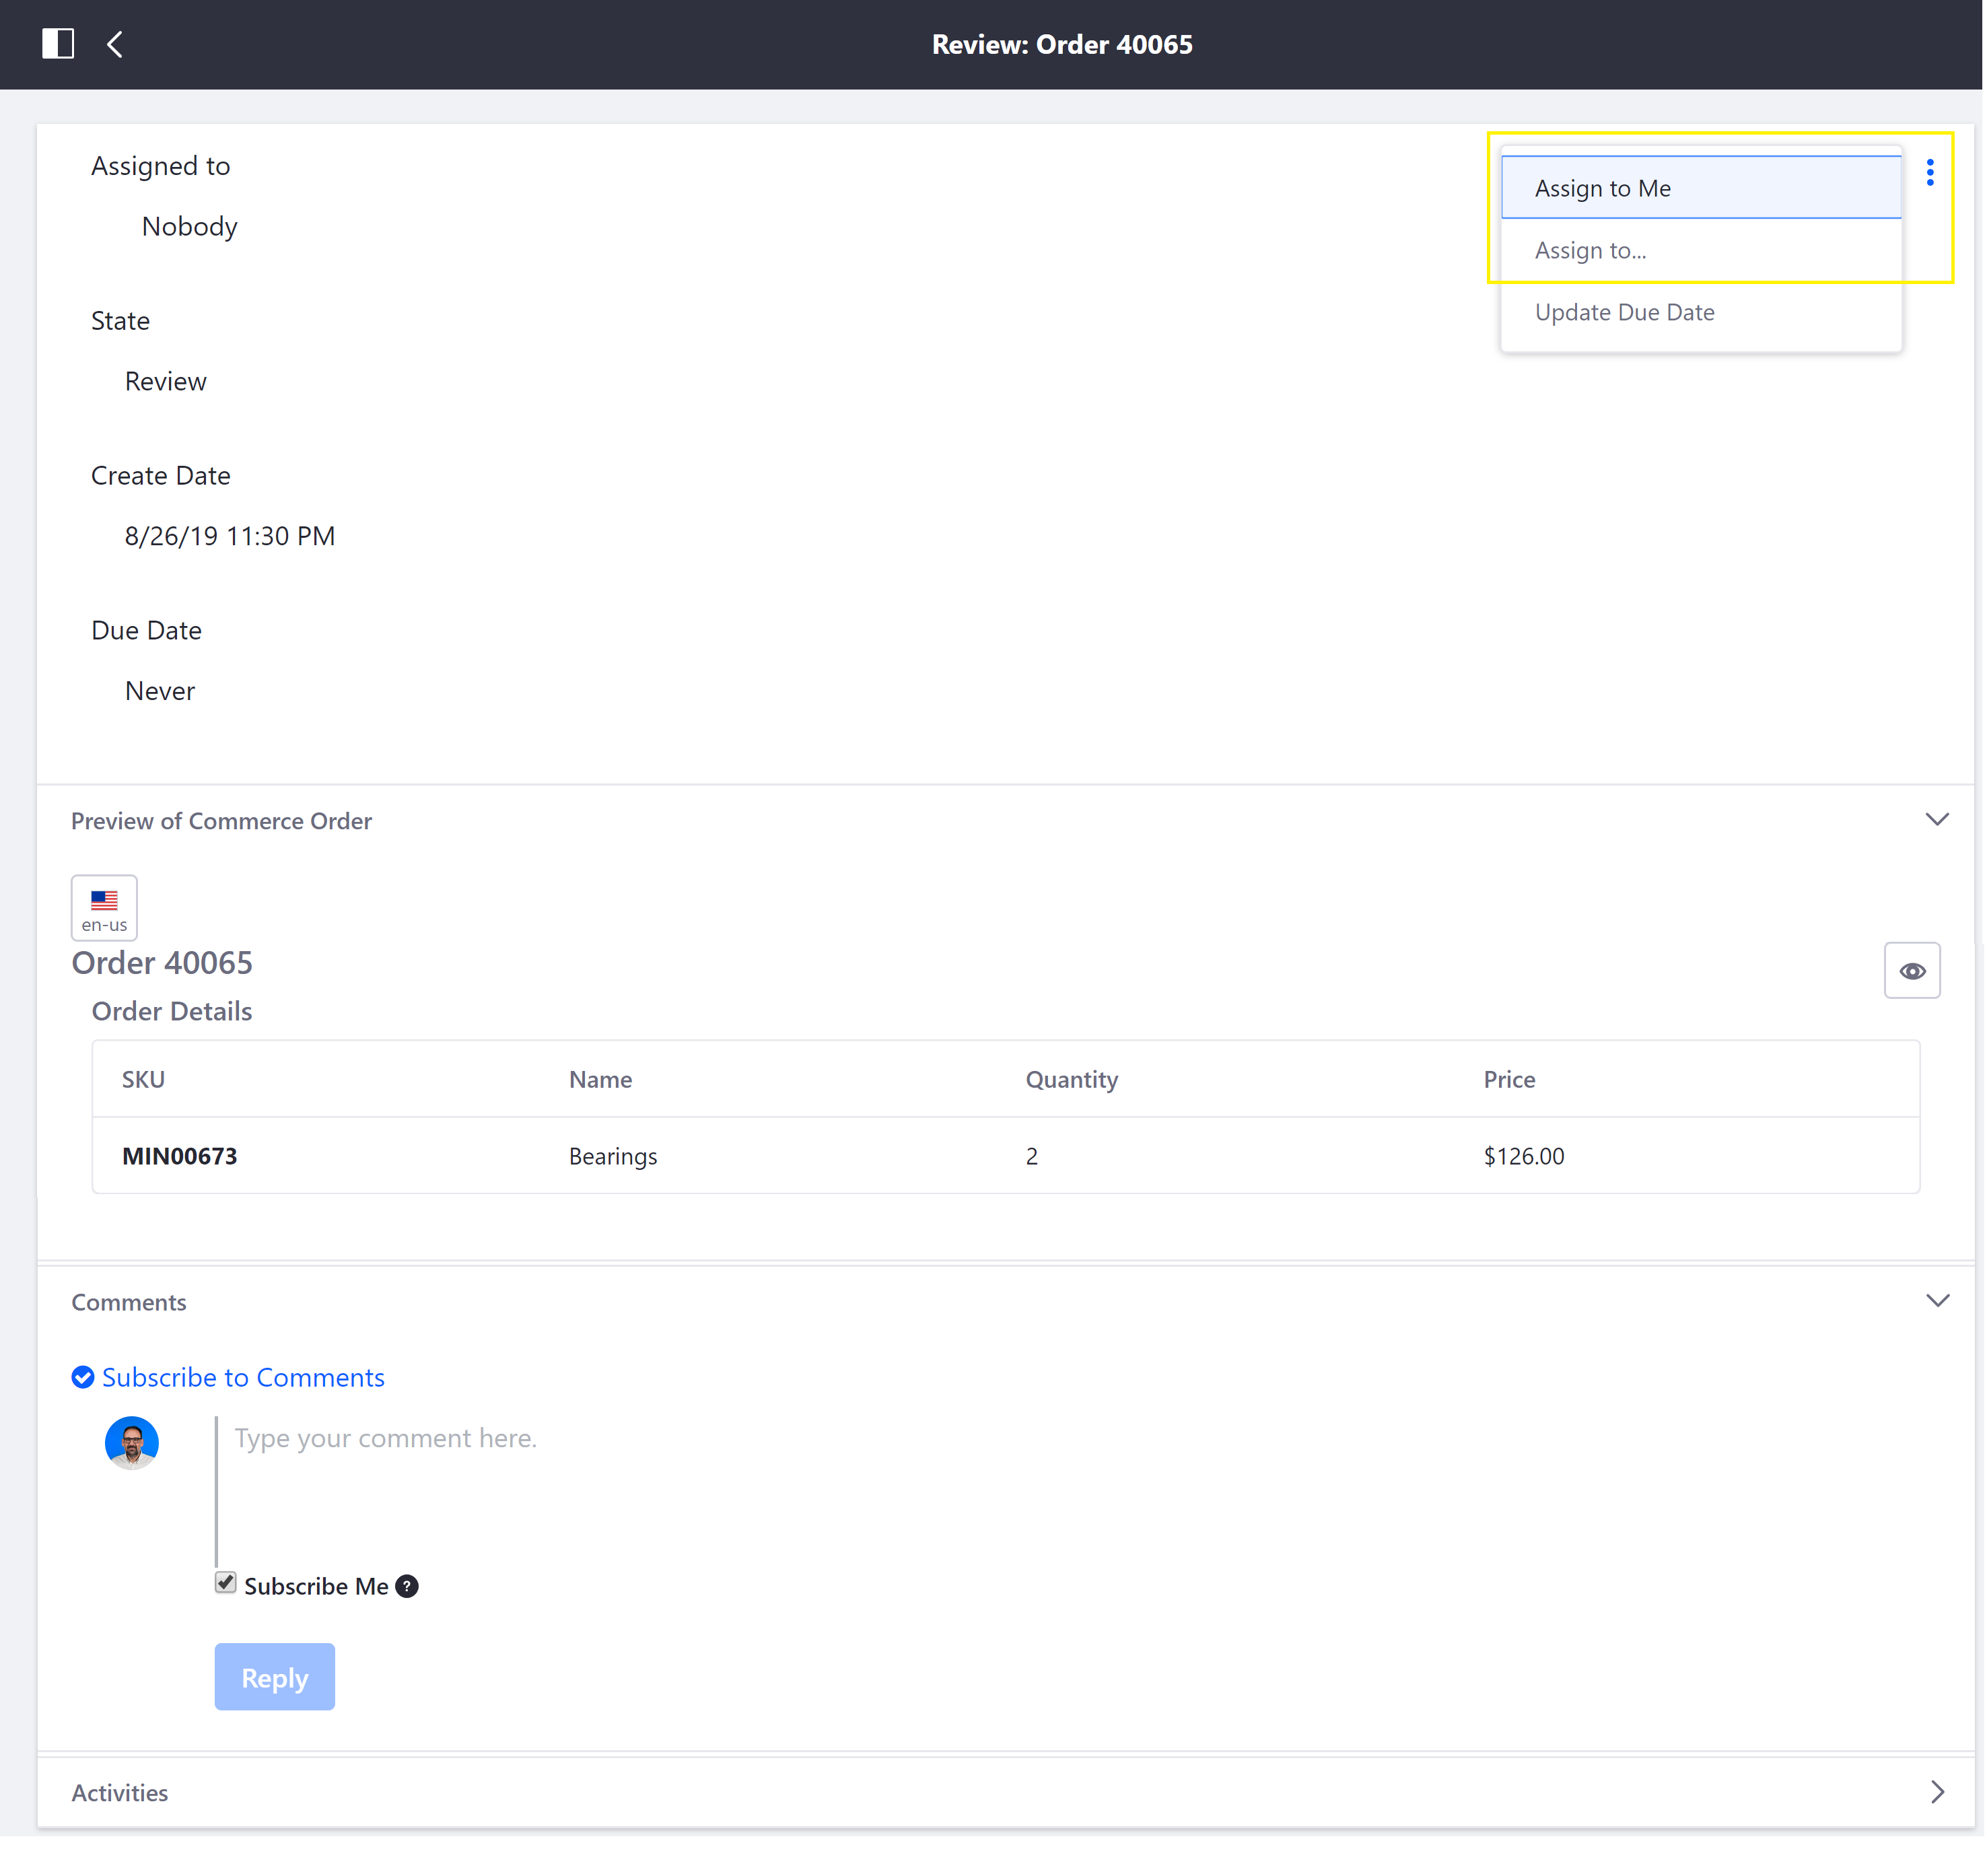 Review: Order 40065
Assigned to
Nobody
Assign to Me
Assign to...
Update Due Date
State
Review
Create Date
8/26/19 11:30 PM
Due Date
Never
Preview of Commerce Order
en-us
Order 40065
Order Details
SKU Name Quantity Price
MIN00673 Bearings 2 $126.00
Comments
Subscribe to Comments
Type your comment here.
Subscribe Me ?
Reply
Activities